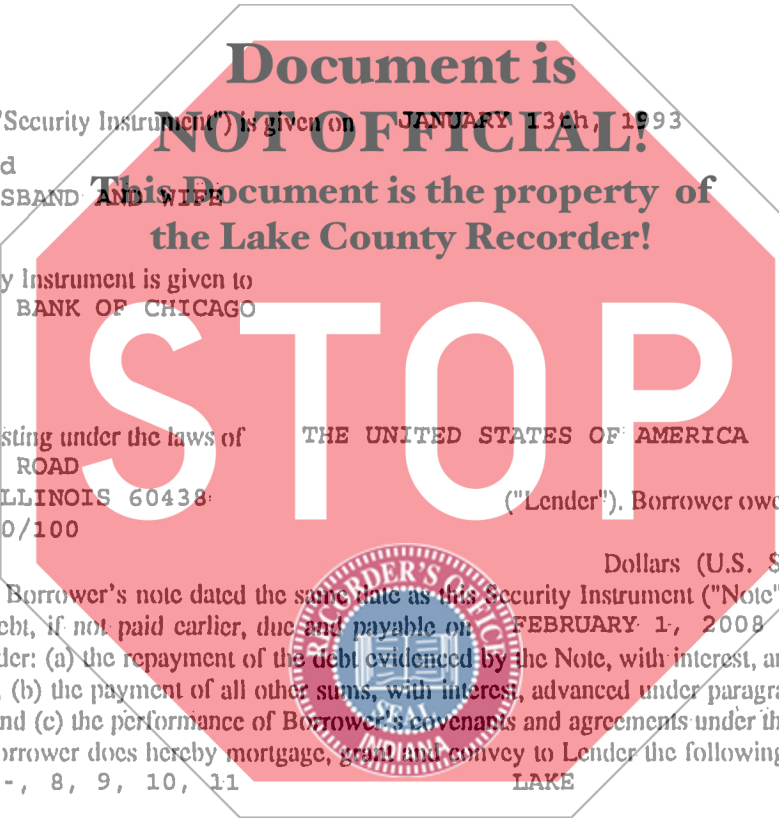 Document is
"Security Instrument") is given on JANUARY 13th, 1993
NOT OFFICIAL!
d
SBAND AND WIFE
This Document is the property of
the Lake County Recorder!
y Instrument is given to
BANK OF CHICAGO
STOP
sting under the laws of THE UNITED STATES OF AMERICA
ROAD
LLINOIS 60438 ("Lender"). Borrower owe
0/100
Dollars (U.S. $
Borrower's note dated the same date as this Security Instrument ("Note"
ebt, if not paid earlier, due and payable on FEBRUARY 1, 2008
der: (a) the repayment of the debt evidenced by the Note, with interest, an
, (b) the payment of all other sums, with interest, advanced under paragra
nd (c) the performance of Borrower's covenants and agreements under th
orrower does hereby mortgage, grant and convey to Lender the following
-, 8, 9, 10, 11 LAKE
RECORDER'S OFFICE
SEAL
INDIANA